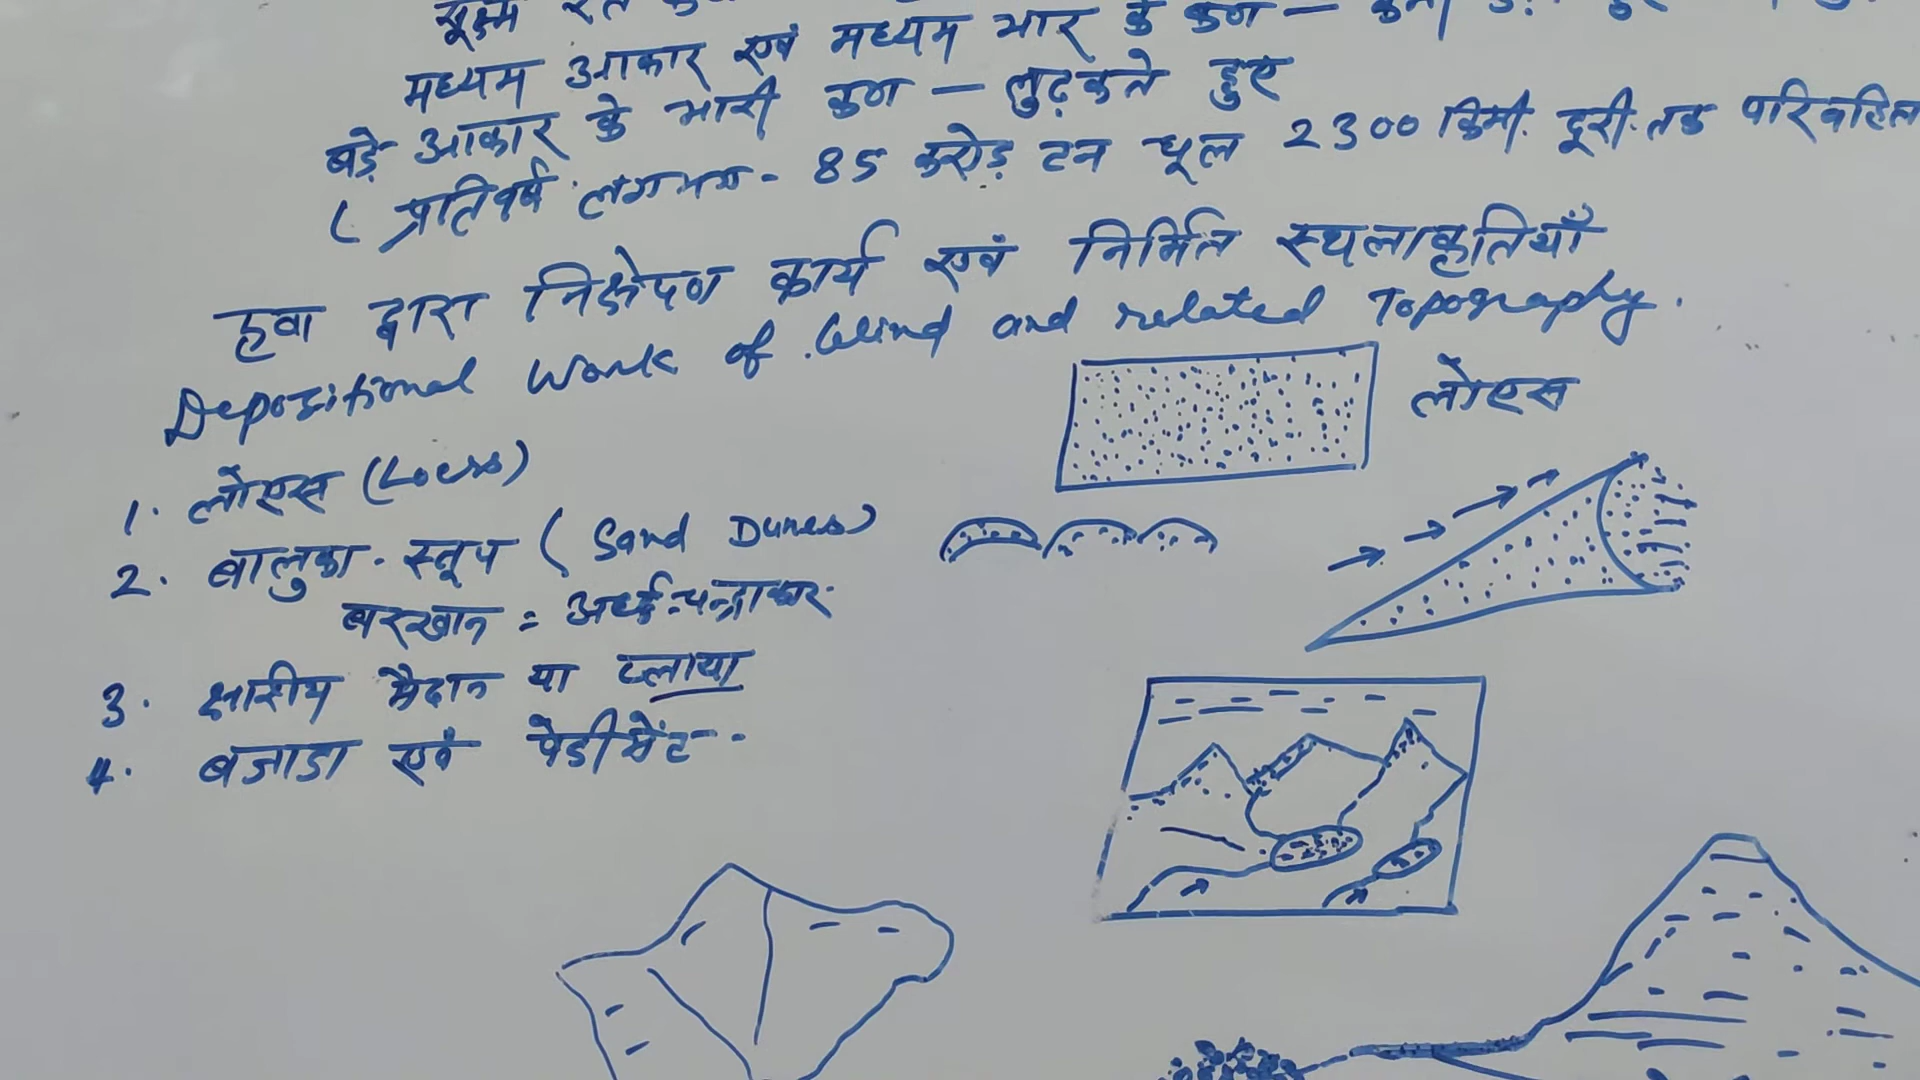 सूक्ष्म रेत
मध्यम आकार एवं मध्यम भार के कण –
बड़े आकार के भारी कण – लुढ़कते हुए
( प्रतिवर्ष लगभग - 85 करोड़ टन धूल 2300 किमी. दूरी तक परिवहित
हवा द्वारा निक्षेपण कार्य एवं निर्मित स्थलाकृतियाँ
Depositional Work of Wind and related Topography.
लोएस
1. लोएस (Loess)
2. बालुका - स्तूप ( Sand Dunes)
बरखान = अर्धचन्द्राकार
3. क्षारीय मैदान या प्लाया
4. बजाडा एवं पेडीमेंट -